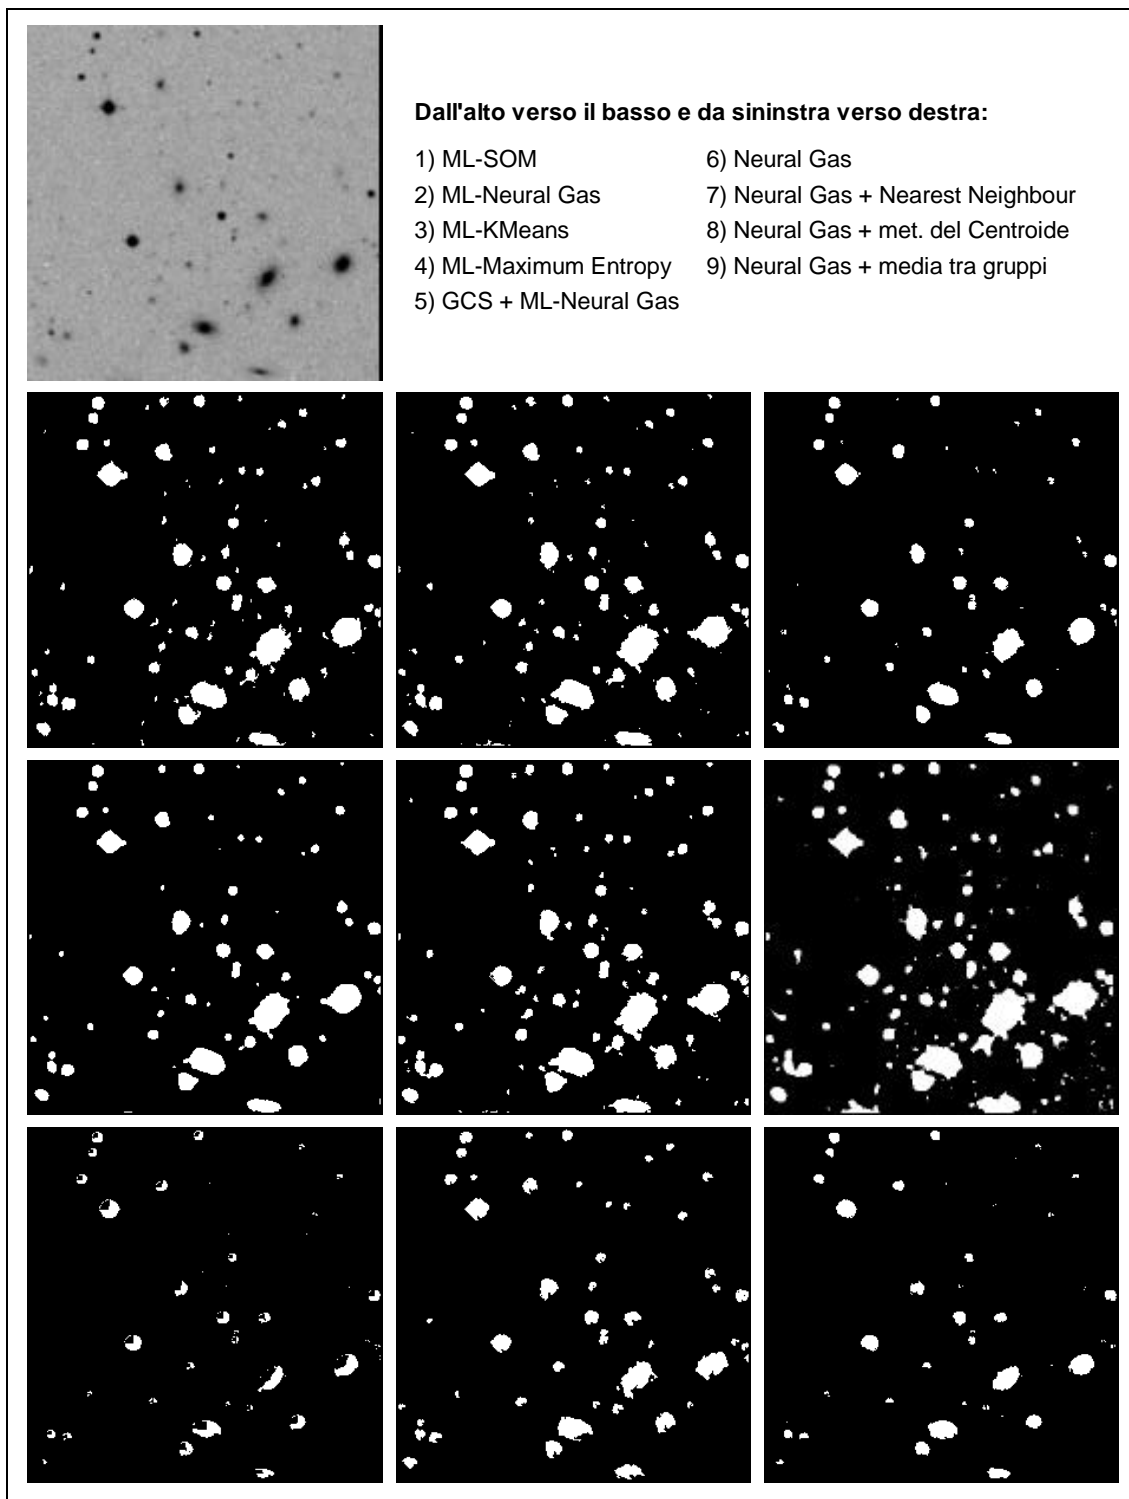 Dall'alto verso il basso e da sininstra verso destra:
1) ML-SOM
2) ML-Neural Gas
3) ML-KMeans
4) ML-Maximum Entropy
5) GCS + ML-Neural Gas
6) Neural Gas
7) Neural Gas + Nearest Neighbour
8) Neural Gas + met. del Centroide
9) Neural Gas + media tra gruppi